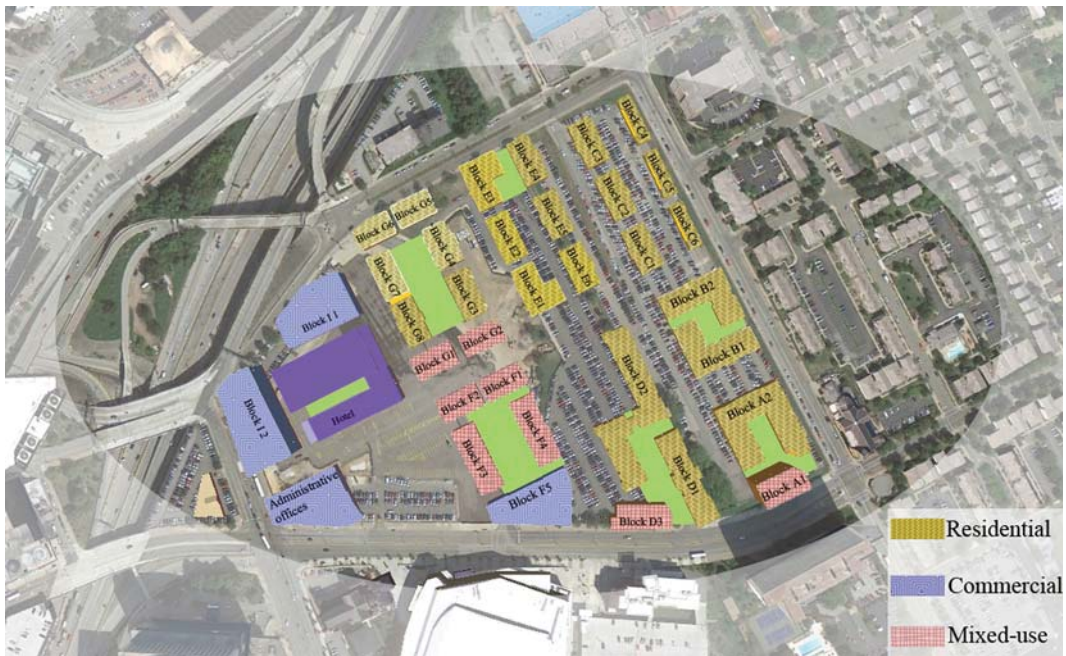 Block C4
Block C3
Block E4
Block C5
Block E3
Block C2
Block G5
Block E5
Block C6
Block G6
Block E2
Block C1
Block G4
Block E6
Block G7
Block E1
Block G3
Block B2
Block I 1
Block G8
Block G2
Block B1
Block G1
Block D2
Block F1
Block F2
Hotel
Block A2
Block I 2
Block F4
Block F3
Block D1
Block A1
Block F5
Administrative
offices
Block D3
Residential
Commercial
Mixed-use